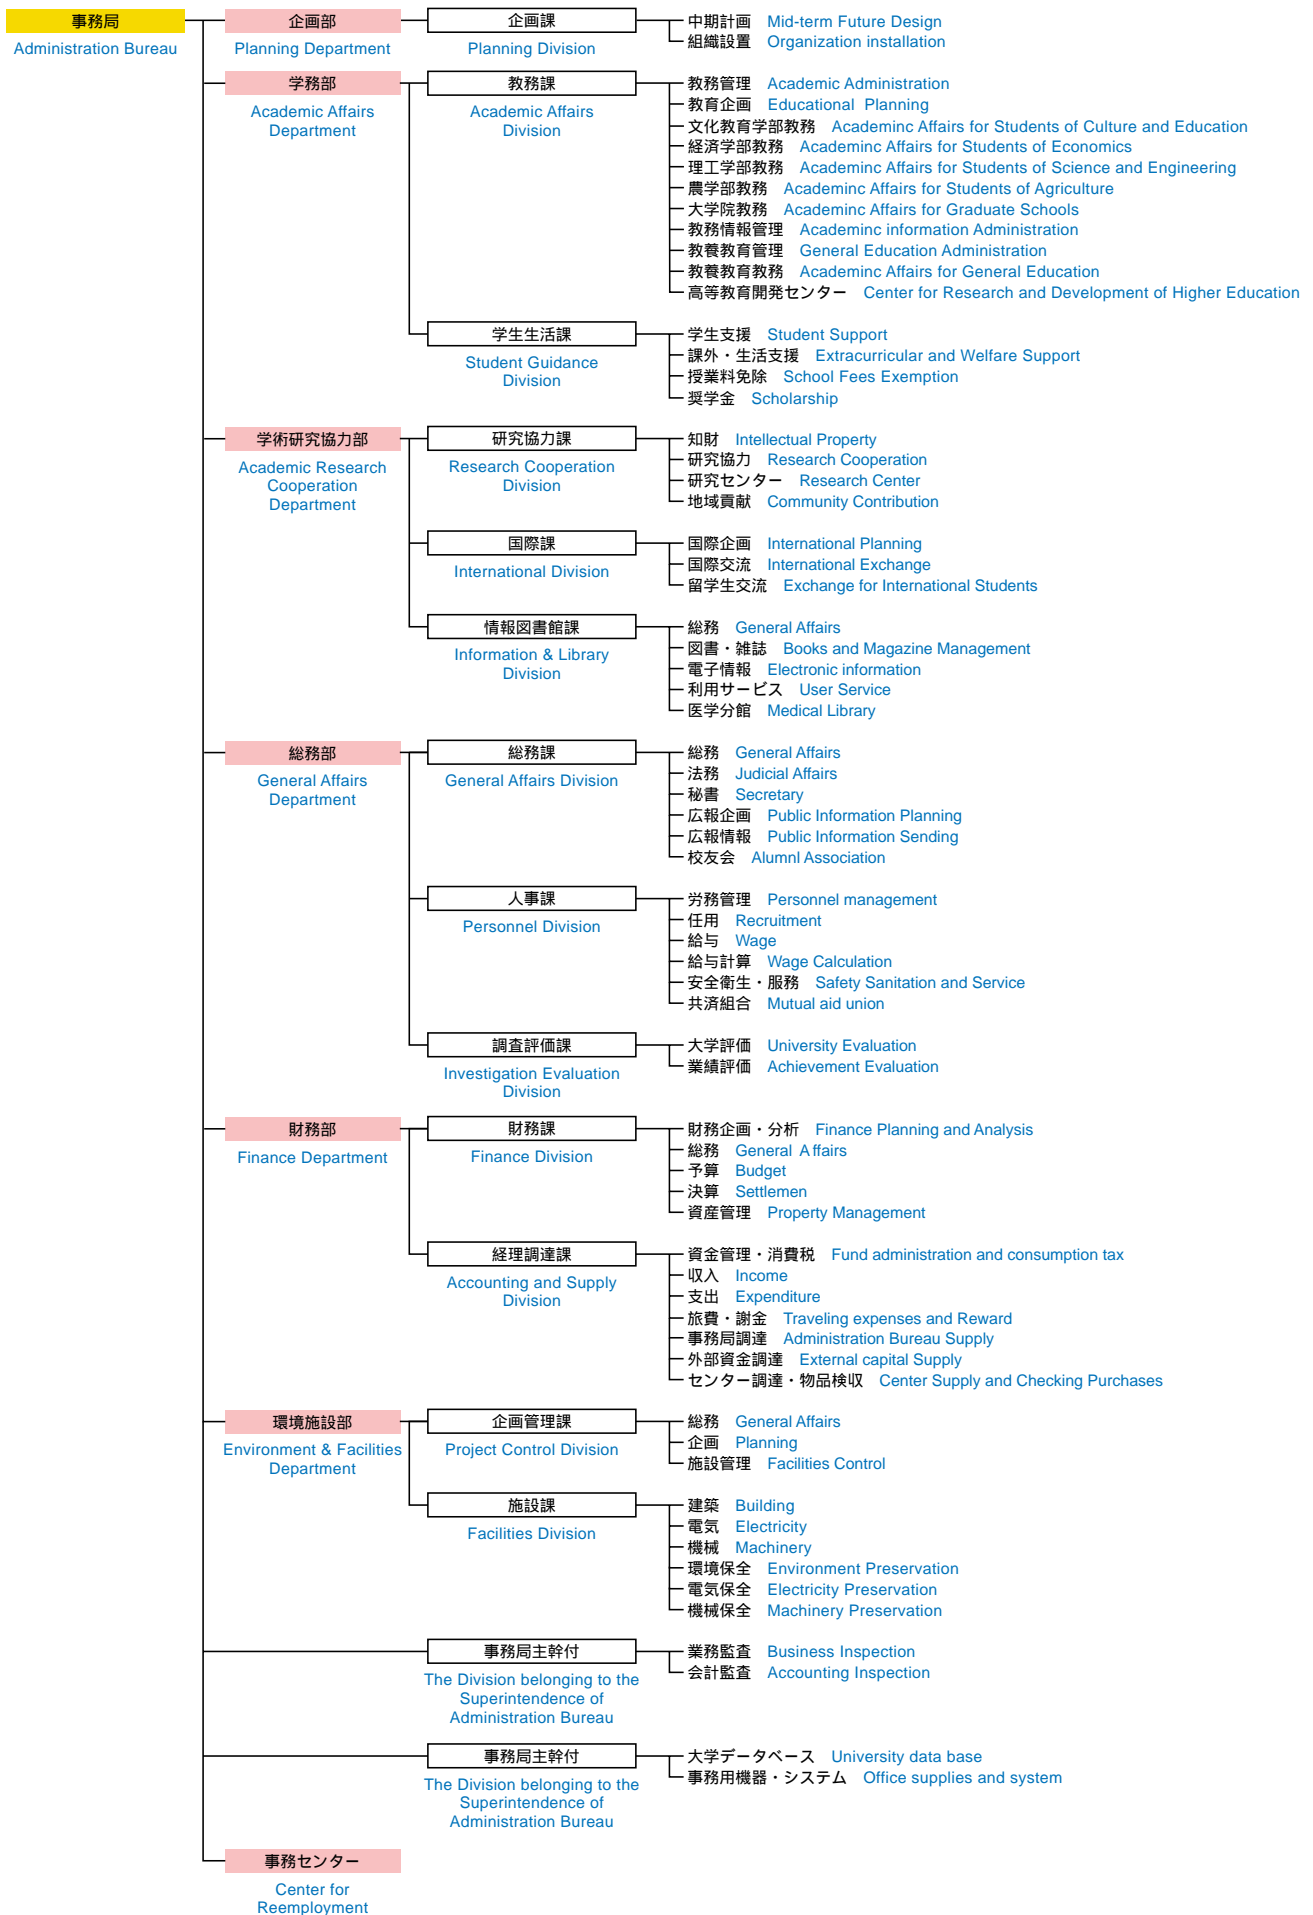 事務局
Administration Bureau
企画部
Planning Department
企画課
Planning Division
中期計画 Mid-term Future Design
組織設置 Organization installation
学務部
Academic Affairs
Department
教務課
Academic Affairs
Division
教務管理 Academic Administration
教育企画 Educational Planning
文化教育学部教務 Academinc Affairs for Students of Culture and Education
経済学部教務 Academinc Affairs for Students of Economics
理工学部教務 Academinc Affairs for Students of Science and Engineering
農学部教務 Academinc Affairs for Students of Agriculture
大学院教務 Academinc Affairs for Graduate Schools
教務情報管理 Academinc information Administration
教養教育管理 General Education Administration
教養教育教務 Academinc Affairs for General Education
高等教育開発センター Center for Research and Development of Higher Education
学生生活課
Student Guidance
Division
学生支援 Student Support
課外・生活支援 Extracurricular and Welfare Support
授業料免除 School Fees Exemption
奨学金 Scholarship
学術研究協力部
Academic Research
Cooperation
Department
研究協力課
Research Cooperation
Division
知財 Intellectual Property
研究協力 Research Cooperation
研究センター Research Center
地域貢献 Community Contribution
国際課
International Division
国際企画 International Planning
国際交流 International Exchange
留学生交流 Exchange for International Students
情報図書館課
Information & Library
Division
総務 General Affairs
図書・雑誌 Books and Magazine Management
電子情報 Electronic information
利用サービス User Service
医学分館 Medical Library
総務部
General Affairs
Department
総務課
General Affairs Division
総務 General Affairs
法務 Judicial Affairs
秘書 Secretary
広報企画 Public Information Planning
広報情報 Public Information Sending
校友会 Alumnl Association
人事課
Personnel Division
労務管理 Personnel management
任用 Recruitment
給与 Wage
給与計算 Wage Calculation
安全衛生・服務 Safety Sanitation and Service
共済組合 Mutual aid union
調査評価課
Investigation Evaluation
Division
大学評価 University Evaluation
業績評価 Achievement Evaluation
財務部
Finance Department
財務課
Finance Division
財務企画・分析 Finance Planning and Analysis
総務 General Affairs
予算 Budget
決算 Settlemen
資産管理 Property Management
経理調達課
Accounting and Supply
Division
資金管理・消費税 Fund administration and consumption tax
収入 Income
支出 Expenditure
旅費・謝金 Traveling expenses and Reward
事務局調達 Administration Bureau Supply
外部資金調達 External capital Supply
センター調達・物品検収 Center Supply and Checking Purchases
環境施設部
Environment & Facilities
Department
企画管理課
Project Control Division
総務 General Affairs
企画 Planning
施設管理 Facilities Control
施設課
Facilities Division
建築 Building
電気 Electricity
機械 Machinery
環境保全 Environment Preservation
電気保全 Electricity Preservation
機械保全 Machinery Preservation
事務局主幹付
The Division belonging to the
Superintendence of
Administration Bureau
業務監査 Business Inspection
会計監査 Accounting Inspection
事務局主幹付
The Division belonging to the
Superintendence of
Administration Bureau
大学データベース University data base
事務用機器・システム Office supplies and system
事務センター
Center for
Reemployment